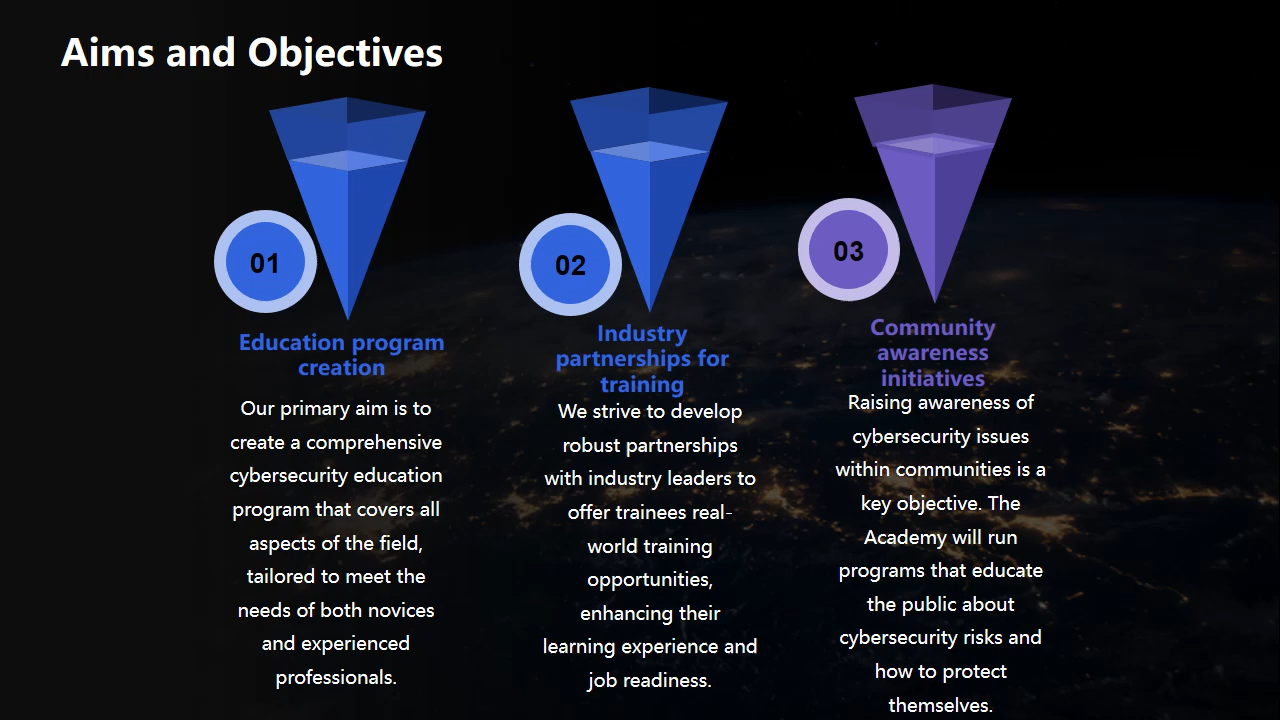 Aims and Objectives
01
Education program
creation
Our primary aim is to
create a comprehensive
cybersecurity education
program that covers all
aspects of the field,
tailored to meet the
needs of both novices
and experienced
professionals.
02
Industry
partnerships for
training
We strive to develop
robust partnerships
with industry leaders to
offer trainees real-
world training
opportunities,
enhancing their
learning experience and
job readiness.
03
Community
awareness
initiatives
Raising awareness of
cybersecurity issues
within communities is a
key objective. The
Academy will run
programs that educate
the public about
cybersecurity risks and
how to protect
themselves.